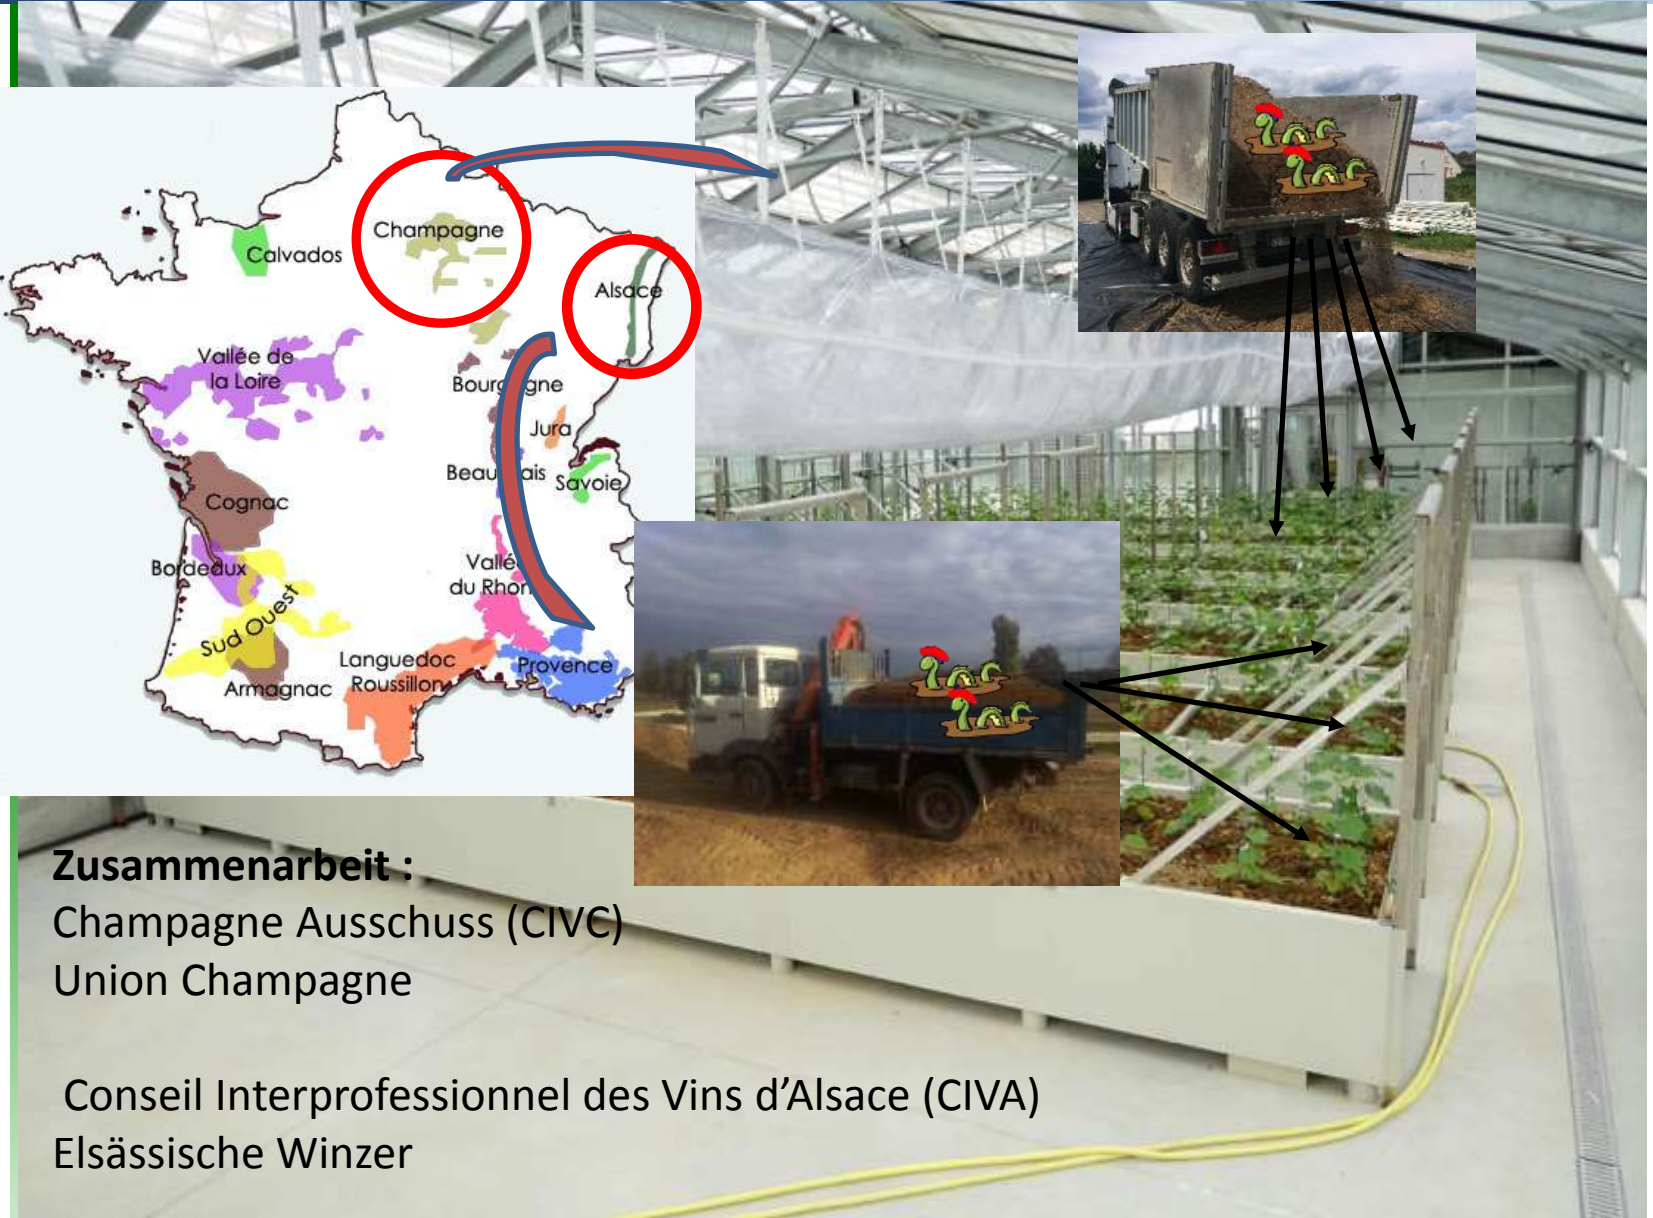 Champagne
Calvados
Alsace
Vallée de
la Loire
Bourgogne
Jura
Beaujolais
Savoie
Cognac
Bordeaux
Vallée
du Rhon
Sud Ouest
Languedoc
Roussillon
Provence
Armagnac
Zusammenarbeit :
Champagne Ausschuss (CIVC)
Union Champagne
Conseil Interprofessionnel des Vins d’Alsace (CIVA)
Elsässische Winzer